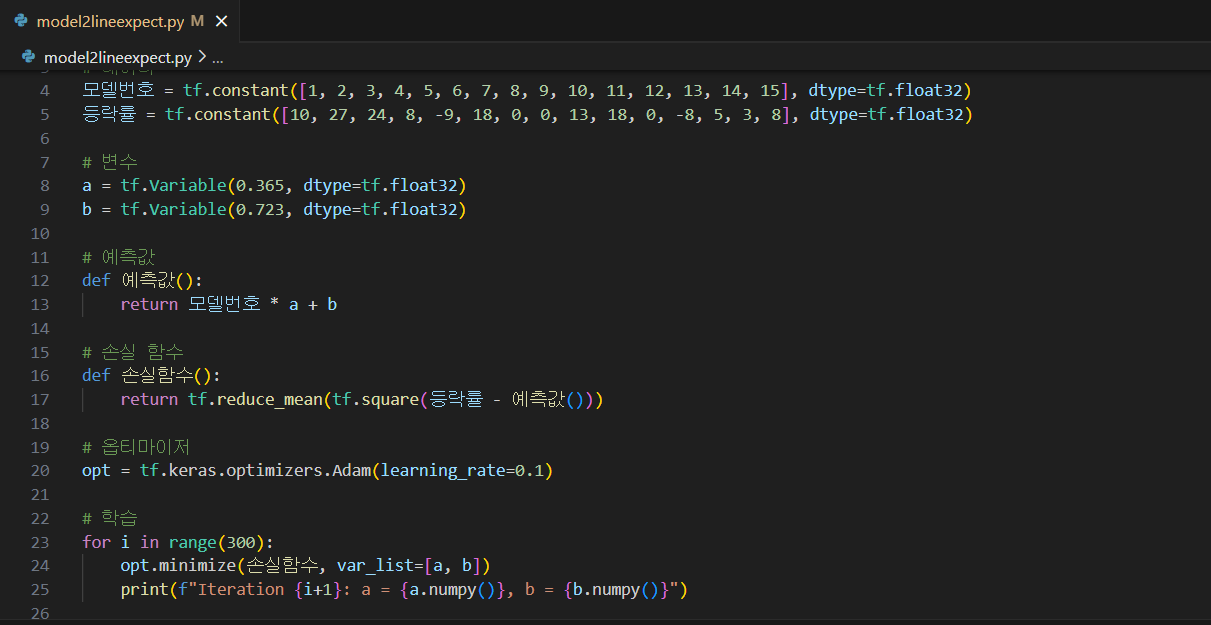 model2lineexpect.py M ×
model2lineexpect.py > ...
4 모델번호 = tf.constant([1, 2, 3, 4, 5, 6, 7, 8, 9, 10, 11, 12, 13, 14, 15], dtype=tf.float32)
5 등락률 = tf.constant([10, 27, 24, 8, -9, 18, 0, 0, 13, 18, 0, -8, 5, 3, 8], dtype=tf.float32)
6
7 # 변수
8 a = tf.Variable(0.365, dtype=tf.float32)
9 b = tf.Variable(0.723, dtype=tf.float32)
10
11 # 예측값
12 def 예측값():
13     return 모델번호 * a + b
14
15 # 손실 함수
16 def 손실함수():
17     return tf.reduce_mean(tf.square(등락률 - 예측값()))
18
19 # 옵티마이저
20 opt = tf.keras.optimizers.Adam(learning_rate=0.1)
21
22 # 학습
23 for i in range(300):
24     opt.minimize(손실함수, var_list=[a, b])
25     print(f"Iteration {i+1}: a = {a.numpy()}, b = {b.numpy()}")
26